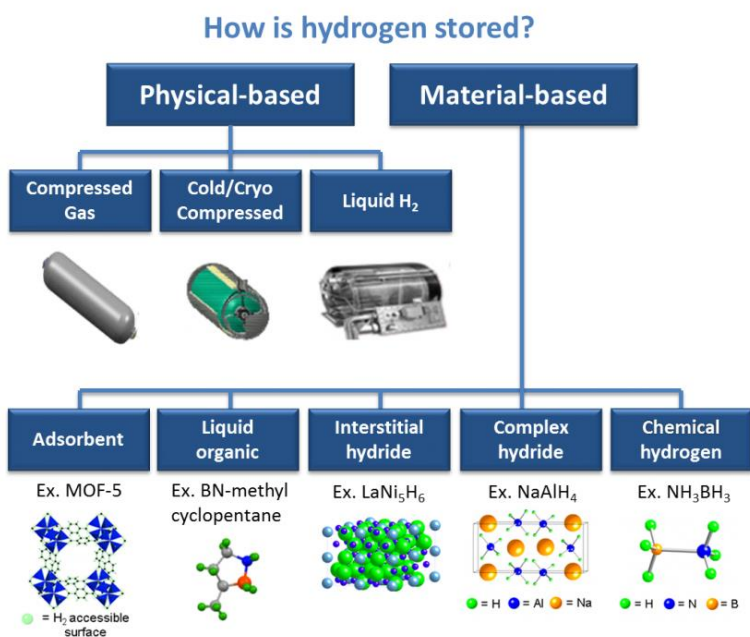 How is hydrogen stored?
Physical-based
Material-based
Compressed
Gas
Cold/Cryo
Compressed
Liquid H₂
Adsorbent
Liquid
organic
Interstitial
hydride
Complex
hydride
Chemical
hydrogen
Ex. MOF-5
Ex. BN-methyl
cyclopentane
Ex. LaNi₅H₆
Ex. NaAlH₄
Ex. NH₃BH₃
= H₂ accessible
surface
= H = Al = Na
= H = N = B